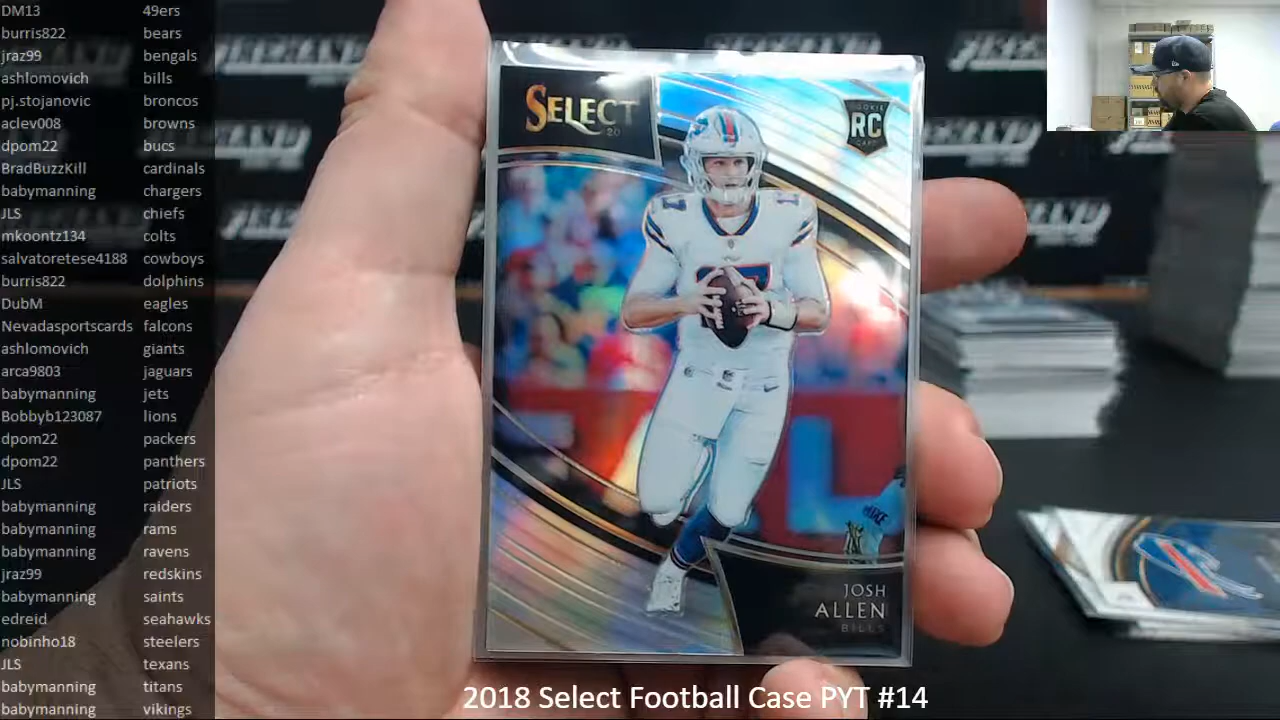 DM13 49ers
burris822 bears
jraz99 bengals
ashlomovich bills
pj.stojanovic broncos
aclev008 browns
dpom22 bucs
BradBuzzKill cardinals
babymanning chargers
JLS chiefs
mkoontz134 colts
salvatoretese4188 cowboys
burris822 dolphins
DubM eagles
Nevadasportscards falcons
ashlomovich giants
arca9803 jaguars
babymanning jets
Bobbyb123087 lions
dpom22 packers
dpom22 panthers
JLS patriots
babymanning raiders
babymanning rams
babymanning ravens
jraz99 redskins
babymanning saints
edreid seahawks
nobinho18 steelers
JLS texans
babymanning titans
babymanning vikings
SELECT
20
ROOKIE
RC
CARD
17
JOSH
ALLEN
BILLS
2018 Select Football Case PYT #14